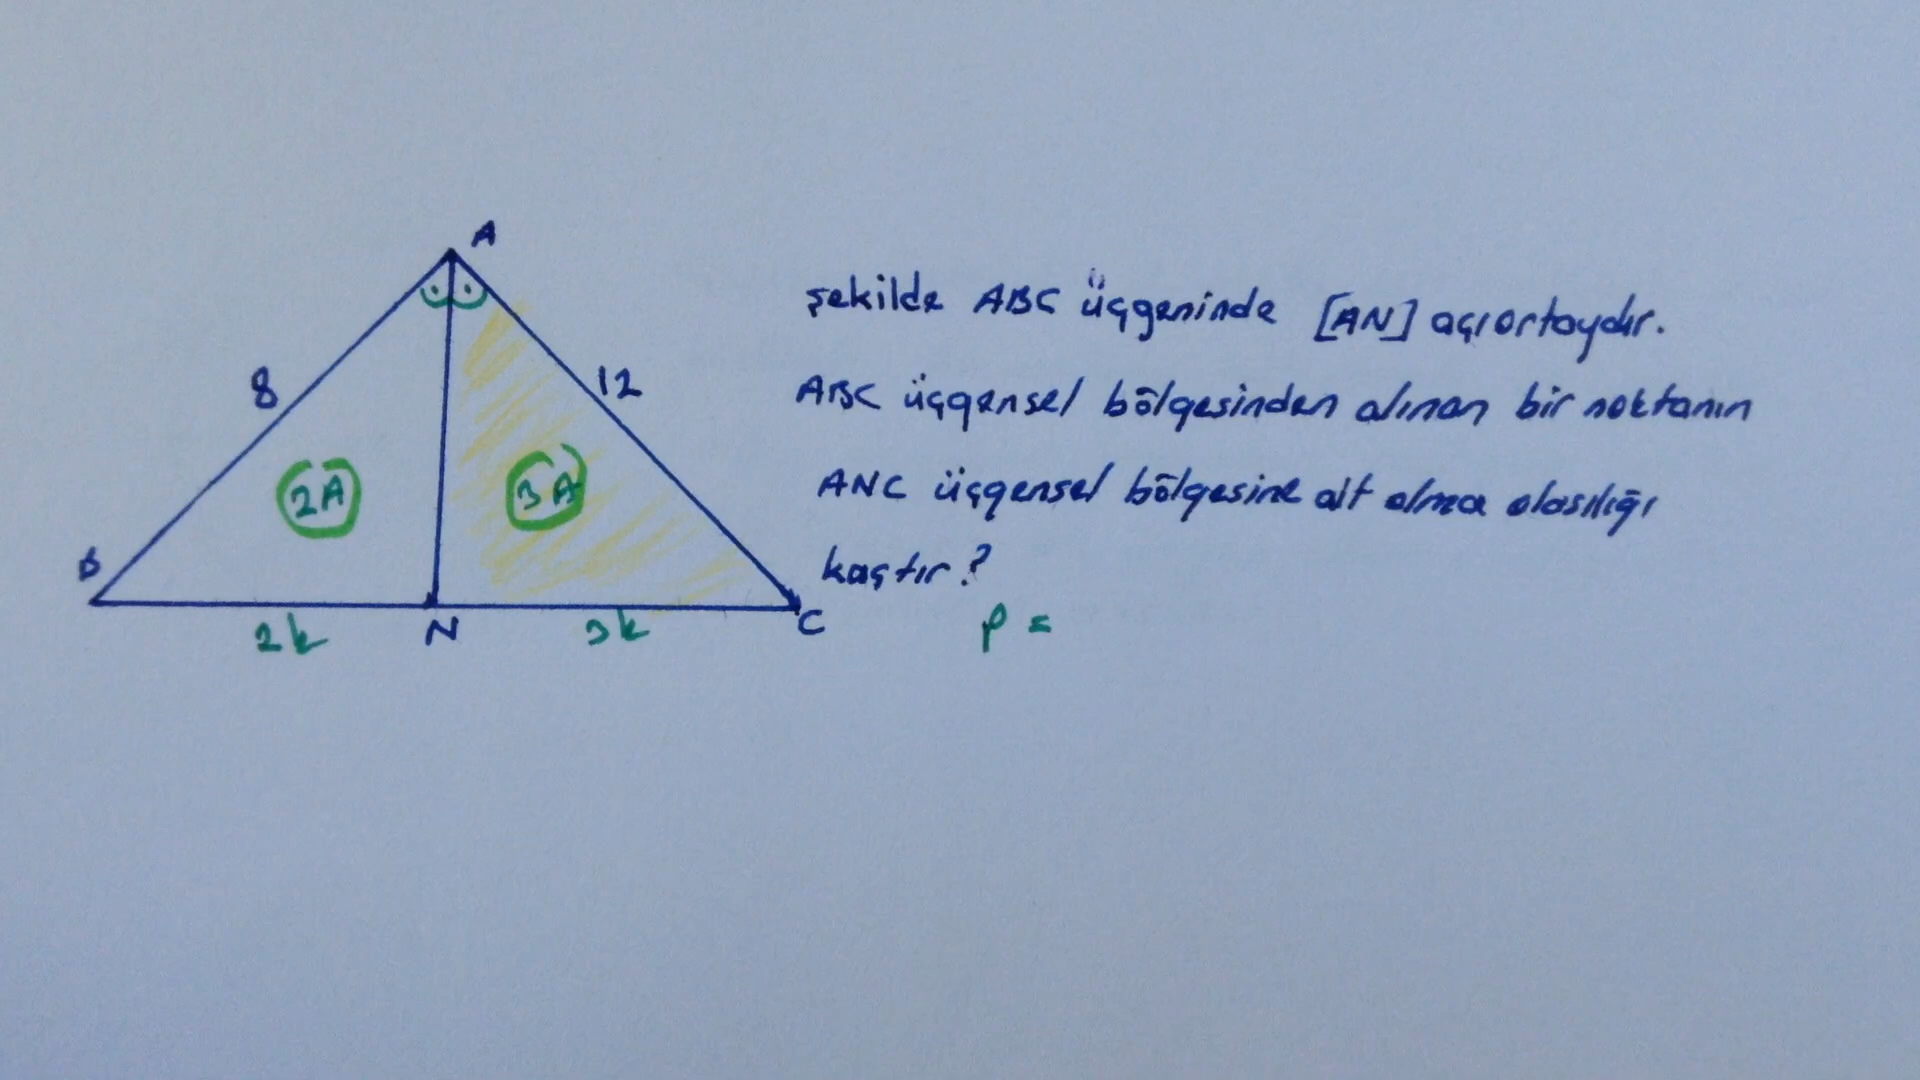 A
şekilde ABC üçgeninde [AN] açıortaydır.
8
12
ABC üçgensel bölgesinden alınan bir noktanın
2A
3A
ANC üçgensel bölgesine ait olma olasılığı
B
kaçtır?
2k
N
3k
C
P =